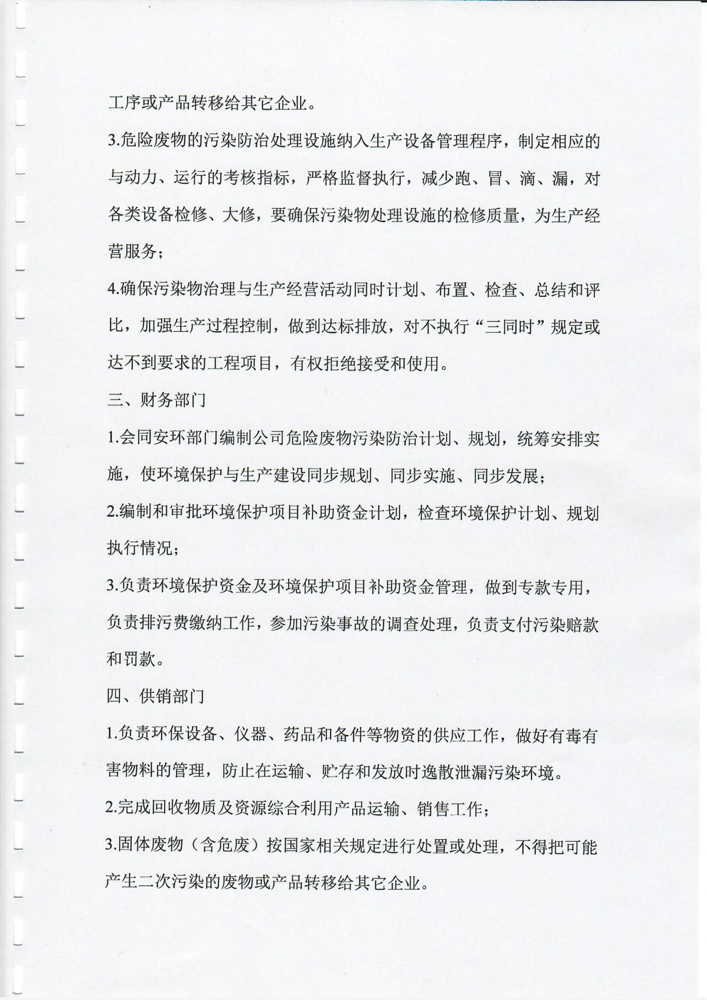 工序或产品转移给其它企业。
3.危险废物的污染防治处理设施纳入生产设备管理程序，制定相应的
与动力、运行的考核指标，严格监督执行，减少跑、冒、滴、漏，对
各类设备检修、大修，要确保污染物处理设施的检修质量，为生产经
营服务；
4.确保污染物治理与生产经营活动同时计划、布置、检查、总结和评
比，加强生产过程控制，做到达标排放，对不执行“三同时”规定或
达不到要求的工程项目，有权拒绝接受和使用。
三、财务部门
1.会同安环部门编制公司危险废物污染防治计划、规划，统筹安排实
施，使环境保护与生产建设同步规划、同步实施、同步发展；
2.编制和审批环境保护项目补助资金计划，检查环境保护计划、规划
执行情况；
3.负责环境保护资金及环境保护项目补助资金管理，做到专款专用，
负责排污费缴纳工作，参加污染事故的调查处理，负责支付污染赔款
和罚款。
四、供销部门
1.负责环保设备、仪器、药品和备件等物资的供应工作，做好有毒有
害物料的管理，防止在运输、贮存和发放时逸散泄漏污染环境。
2.完成回收物质及资源综合利用产品运输、销售工作；
3.固体废物（含危废）按国家相关规定进行处置或处理，不得把可能
产生二次污染的废物或产品转移给其它企业。